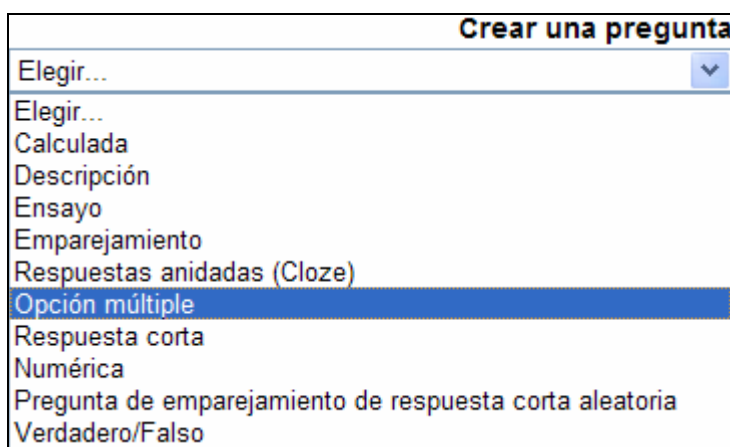 Crear una pregunta
Elegir...
Elegir...
Calculada
Descripción
Ensayo
Emparejamiento
Respuestas anidadas (Cloze)
Opción múltiple
Respuesta corta
Numérica
Pregunta de emparejamiento de respuesta corta aleatoria
Verdadero/Falso